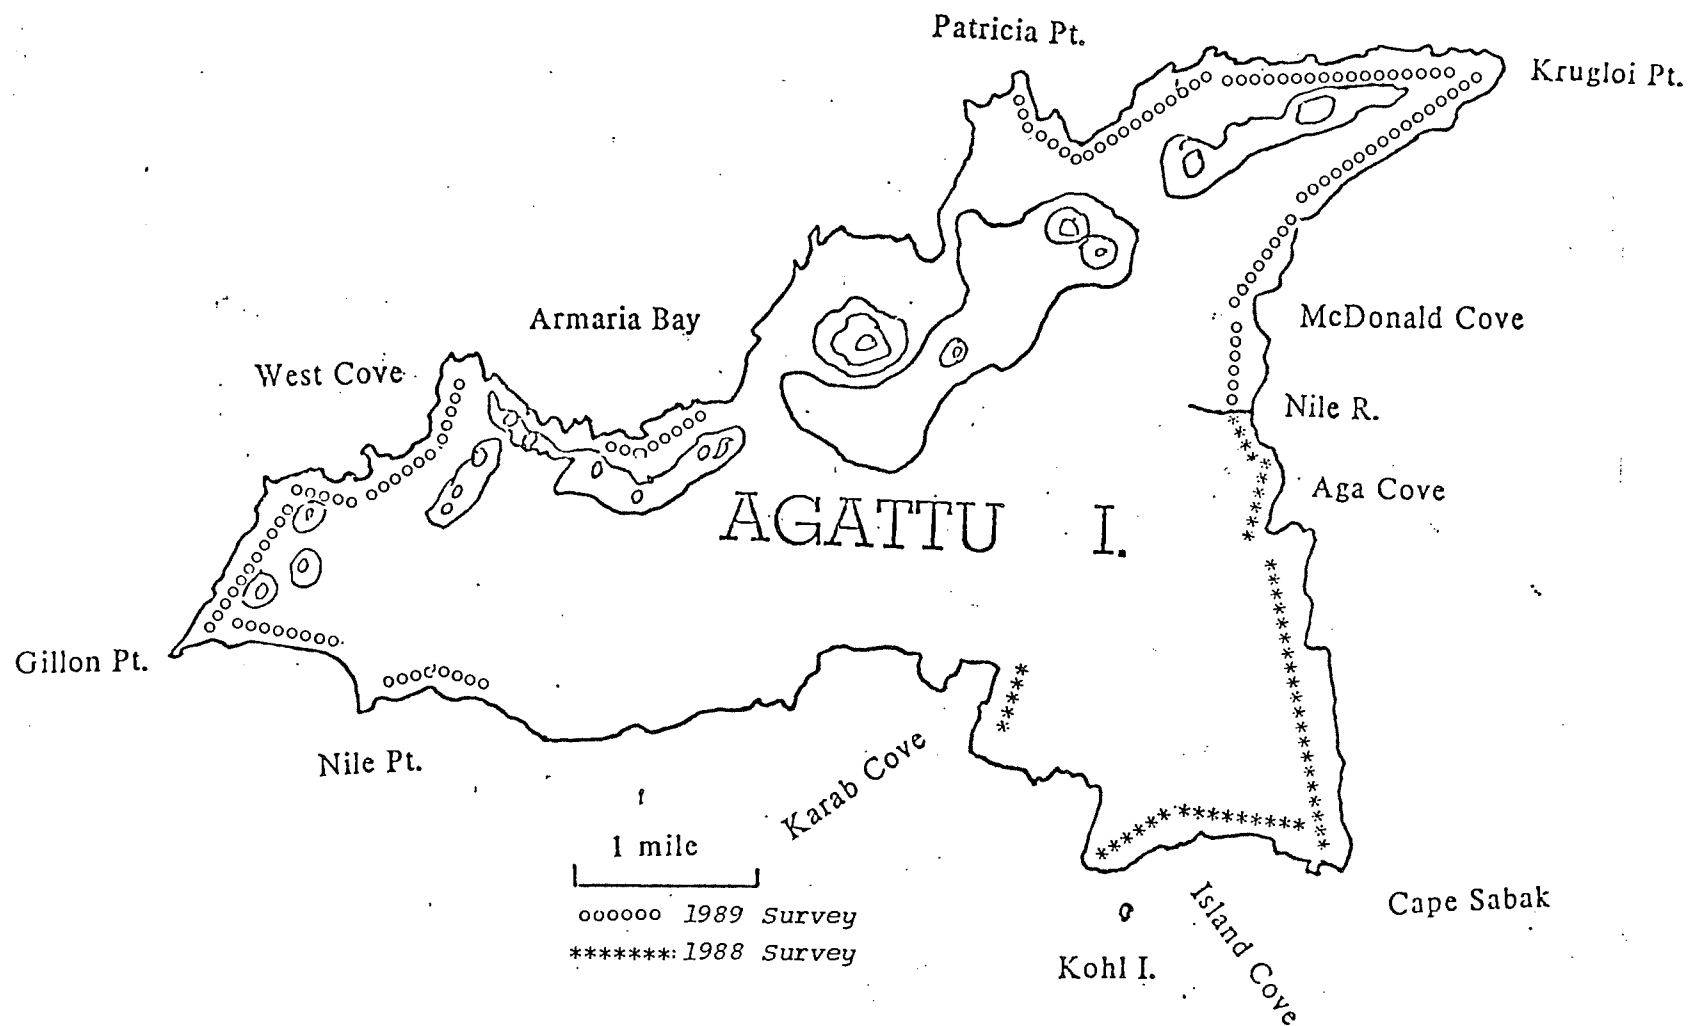 Patricia Pt.
Krugloi Pt.
Armaria Bay
McDonald Cove
West Cove
Nile R.
Aga Cove
AGATTU I.
Gillon Pt.
Nile Pt.
Karab Cove
1 mile
oooooo 1989 Survey
*******: 1988 Survey
Cape Sabak
Island Cove
Kohl I.